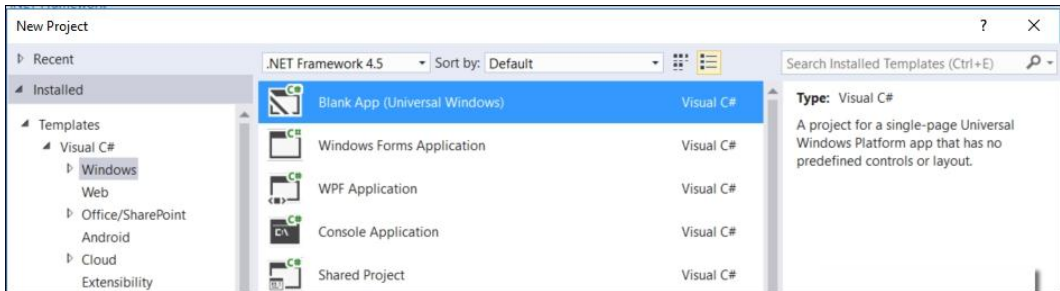 New Project
Recent
Installed
Templates
Visual C#
Windows
Web
Office/SharePoint
Android
Cloud
Extensibility
.NET Framework 4.5 Sort by: Default
Blank App (Universal Windows) Visual C#
Windows Forms Application Visual C#
WPF Application Visual C#
Console Application Visual C#
Shared Project Visual C#
Search Installed Templates (Ctrl+E)
Type: Visual C#
A project for a single-page Universal
Windows Platform app that has no
predefined controls or layout.